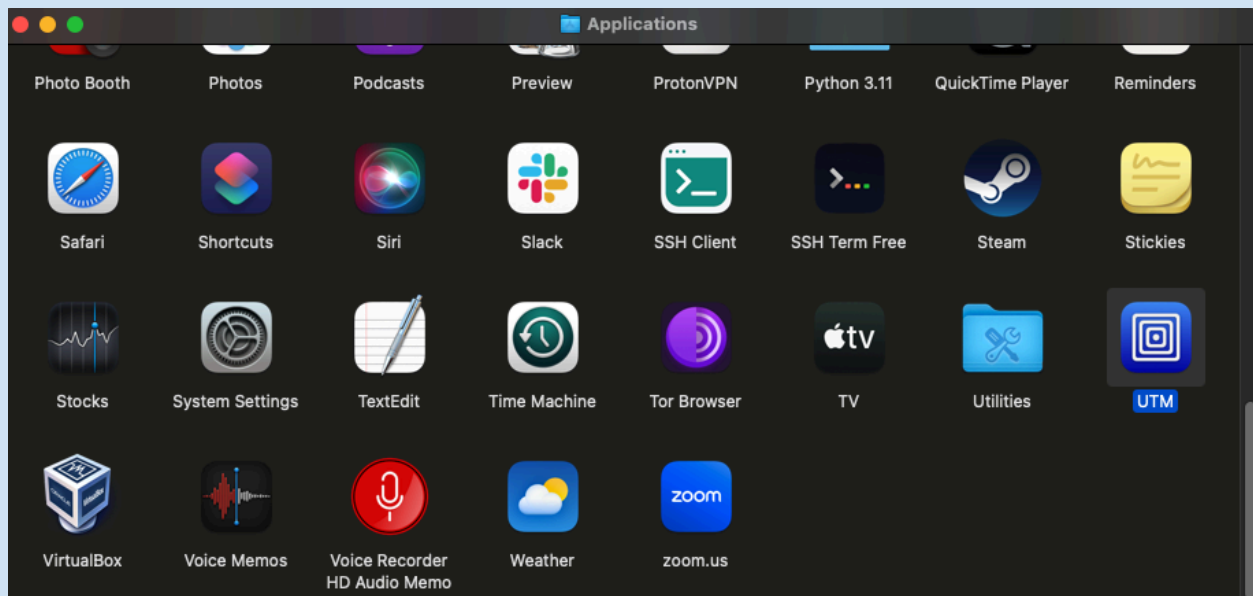 Applications
Photo Booth
Photos
Podcasts
Preview
ProtonVPN
Python 3.11
QuickTime Player
Reminders
Safari
Shortcuts
Siri
Slack
SSH Client
SSH Term Free
Steam
Stickies
tv
Stocks
System Settings
TextEdit
Time Machine
Tor Browser
TV
Utilities
UTM
zoom
VirtualBox
Voice Memos
Voice Recorder
HD Audio Memo
Weather
zoom.us